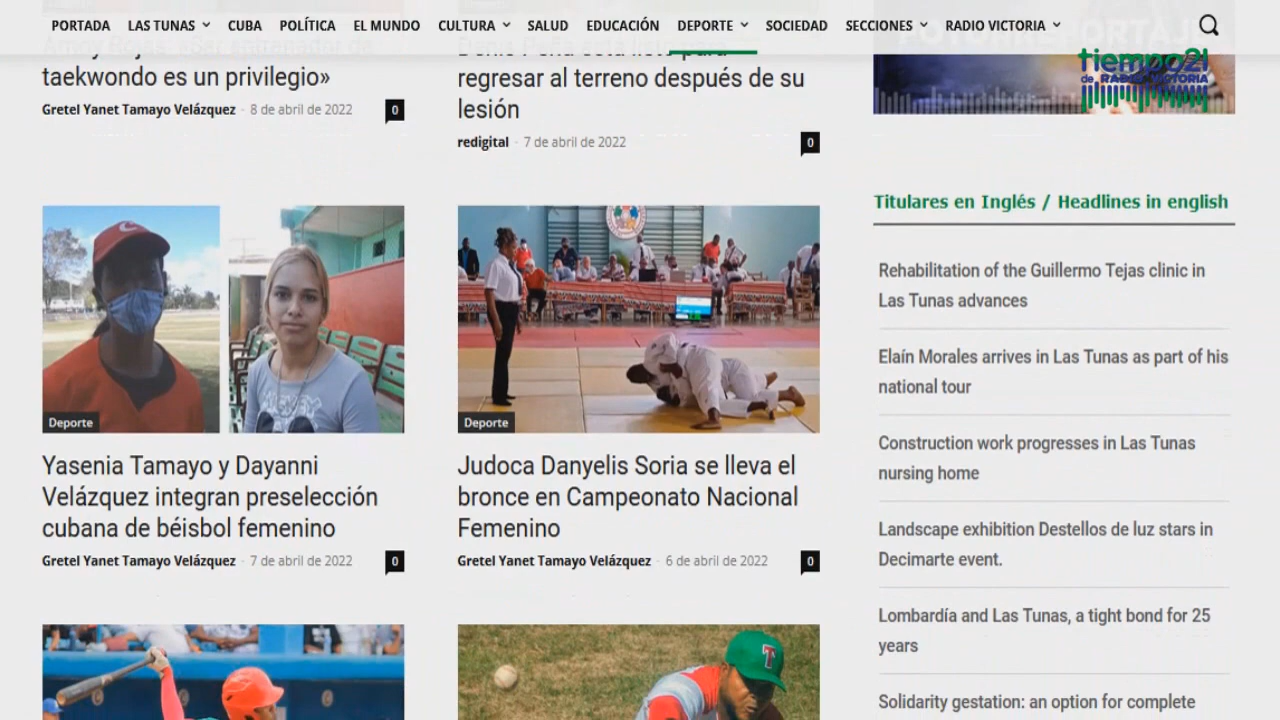 PORTADA LAS TUNAS CUBA POLÍTICA EL MUNDO CULTURA SALUD EDUCACIÓN DEPORTE SOCIEDAD SECCIONES RADIO VICTORIA
taekwondo es un privilegio»
Gretel Yanet Tamayo Velázquez - 8 de abril de 2022 0
regresar al terreno después de su
lesión
redigital - 7 de abril de 2022 0
Deporte
Yasenia Tamayo y Dayanni
Velázquez integran preselección
cubana de béisbol femenino
Gretel Yanet Tamayo Velázquez - 7 de abril de 2022 0
Deporte
Judoca Danyelis Soria se lleva el
bronce en Campeonato Nacional
Femenino
Gretel Yanet Tamayo Velázquez - 6 de abril de 2022 0
T
tiempo21
de RADIO VICTORIA
Titulares en Inglés / Headlines in english
Rehabilitation of the Guillermo Tejas clinic in
Las Tunas advances
Elaín Morales arrives in Las Tunas as part of his
national tour
Construction work progresses in Las Tunas
nursing home
Landscape exhibition Destellos de luz stars in
Decimarte event.
Lombardía and Las Tunas, a tight bond for 25
years
Solidarity gestation: an option for complete